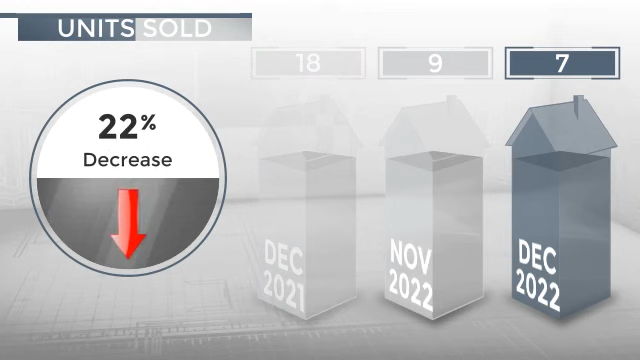 UNITS SOLD
18
9
7
22%
Decrease
DEC
2021
NOV
2022
DEC
2022